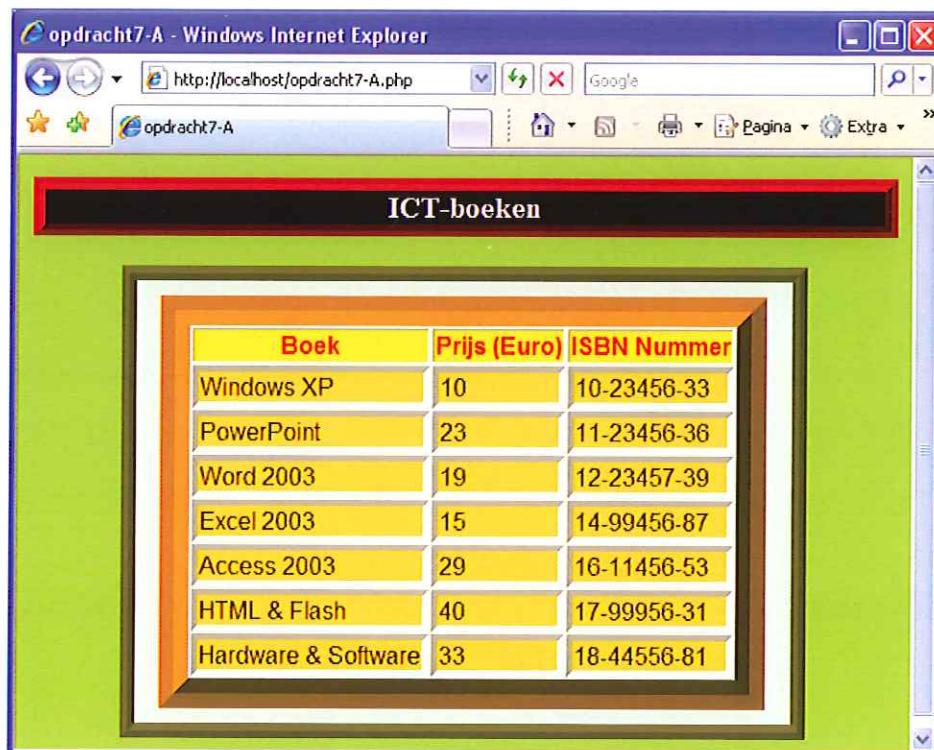 opdracht7-A - Windows Internet Explorer
http://localhost/opdracht7-A.php Google
opdracht7-A Pagina Extra »
ICT-boeken
Boek Prijs (Euro) ISBN Nummer
Windows XP 10 10-23456-33
PowerPoint 23 11-23456-36
Word 2003 19 12-23457-39
Excel 2003 15 14-99456-87
Access 2003 29 16-11456-53
HTML & Flash 40 17-99956-31
Hardware & Software 33 18-44556-81